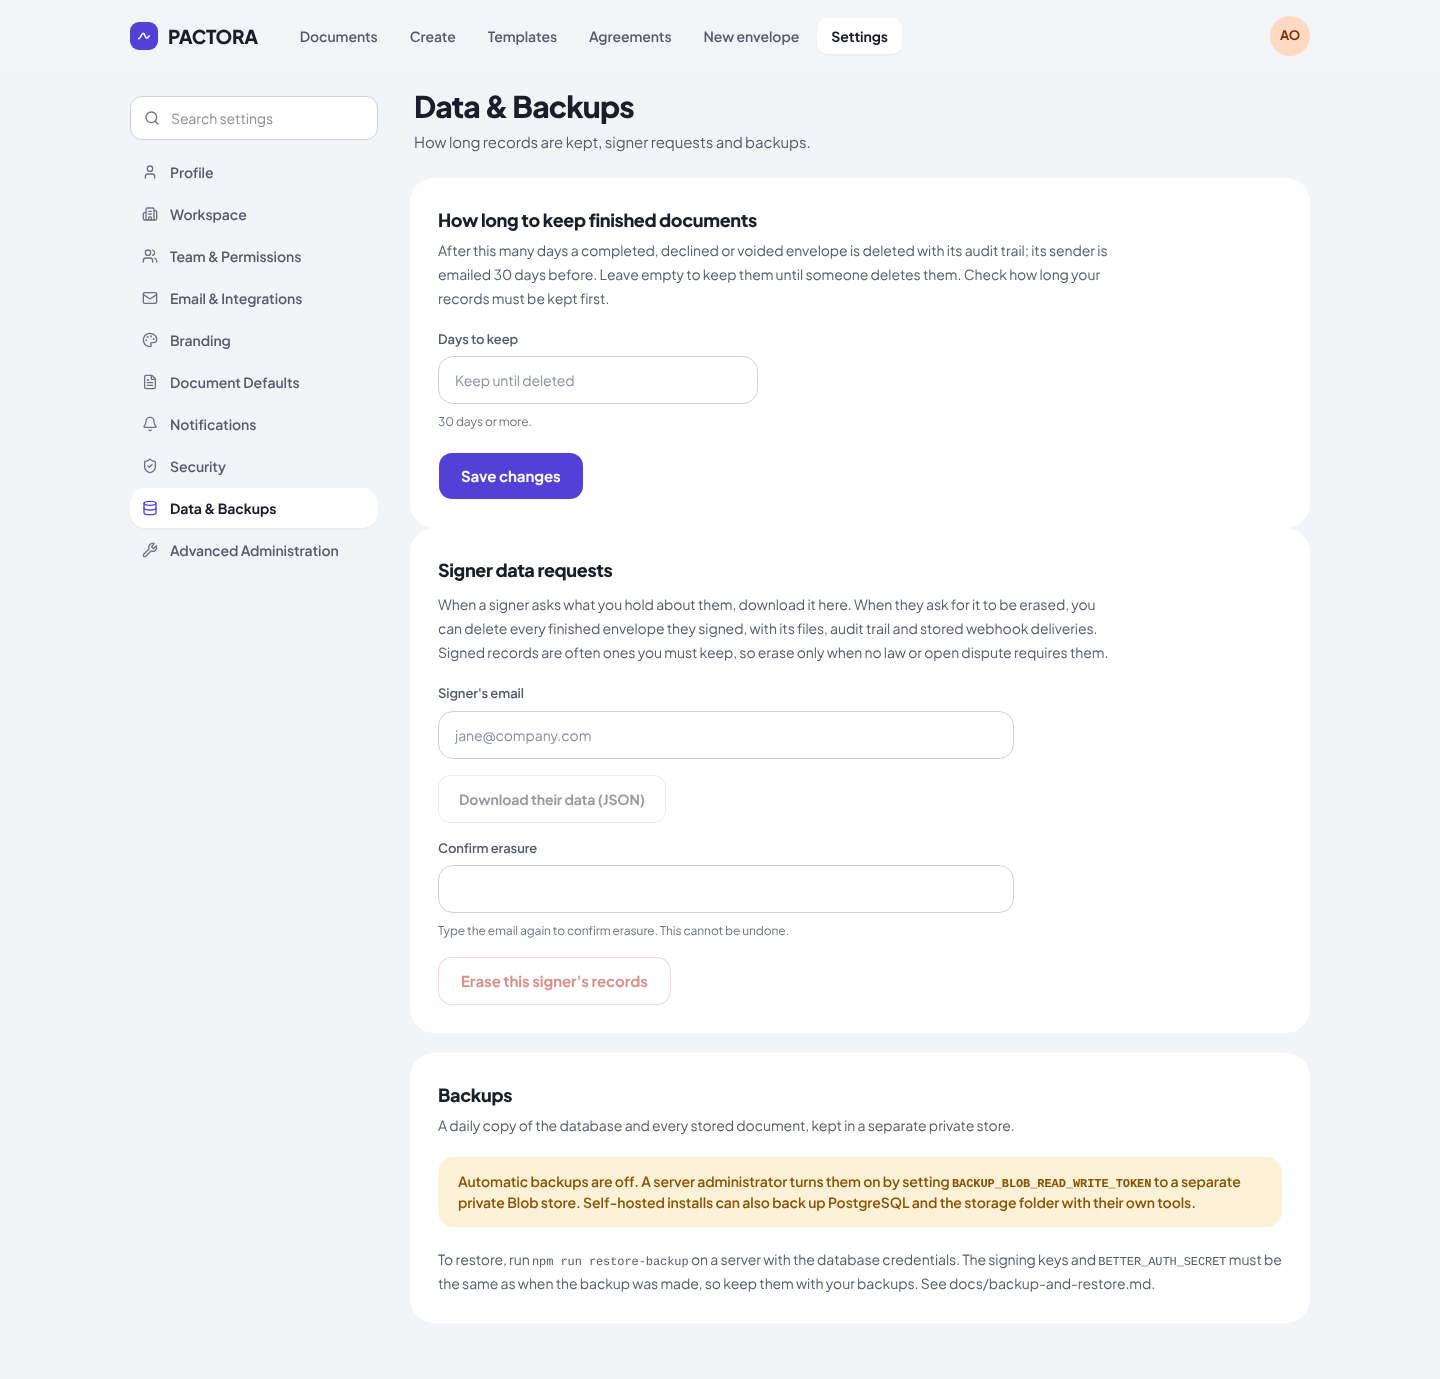 PACTORA
Documents
Create
Templates
Agreements
New envelope
Settings
AO
Search settings
Profile
Workspace
Team & Permissions
Email & Integrations
Branding
Document Defaults
Notifications
Security
Data & Backups
Advanced Administration
Data & Backups
How long records are kept, signer requests and backups.
How long to keep finished documents
After this many days a completed, declined or voided envelope is deleted with its audit trail; its sender is
emailed 30 days before. Leave empty to keep them until someone deletes them. Check how long your
records must be kept first.
Days to keep
Keep until deleted
30 days or more.
Save changes
Signer data requests
When a signer asks what you hold about them, download it here. When they ask for it to be erased, you
can delete every finished envelope they signed, with its files, audit trail and stored webhook deliveries.
Signed records are often ones you must keep, so erase only when no law or open dispute requires them.
Signer's email
jane@company.com
Download their data (JSON)
Confirm erasure
Type the email again to confirm erasure. This cannot be undone.
Erase this signer's records
Backups
A daily copy of the database and every stored document, kept in a separate private store.
Automatic backups are off. A server administrator turns them on by setting BACKUP_BLOB_READ_WRITE_TOKEN to a separate
private Blob store. Self-hosted installs can also back up PostgreSQL and the storage folder with their own tools.
To restore, run npm run restore-backup on a server with the database credentials. The signing keys and BETTER_AUTH_SECRET must be
the same as when the backup was made, so keep them with your backups. See docs/backup-and-restore.md.